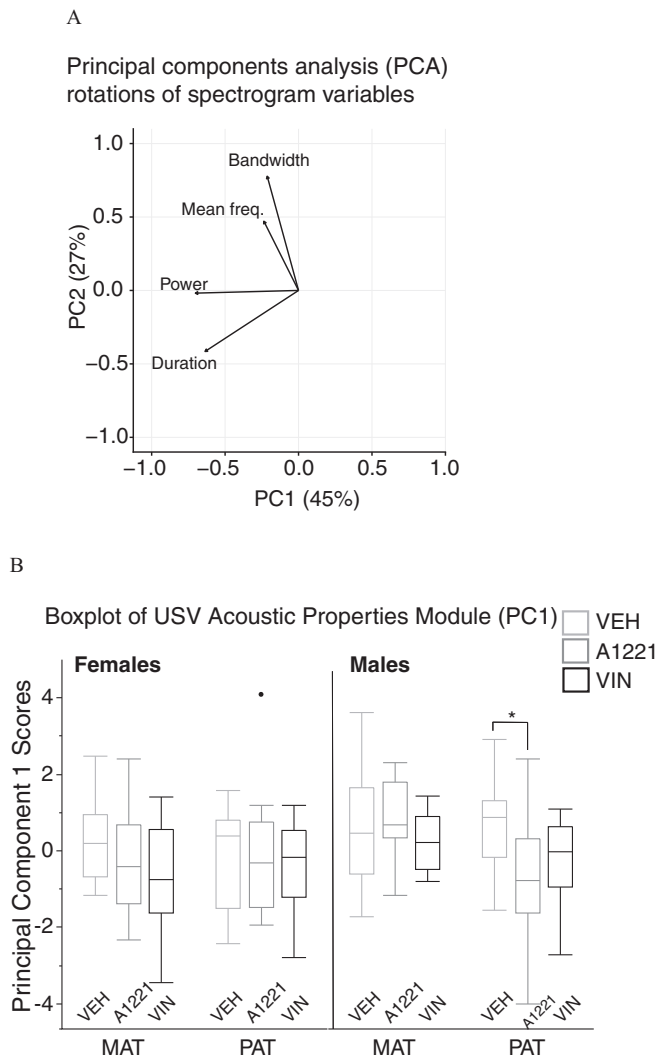 A
Principal components analysis (PCA)
rotations of spectrogram variables
1.0
0.5
0.0
−0.5
−1.0
PC2 (27%)
Bandwidth
Mean freq.
Power
Duration
−1.0 −0.5 0.0 0.5 1.0
PC1 (45%)
B
Boxplot of USV Acoustic Properties Module (PC1)
VEH
A1221
VIN
Females Males
Principal Component 1 Scores
4
2
0
-2
-4
*
VEH A1221 VIN VEH A1221 VIN VEH A1221 VIN VEH A1221 VIN
MAT PAT MAT PAT